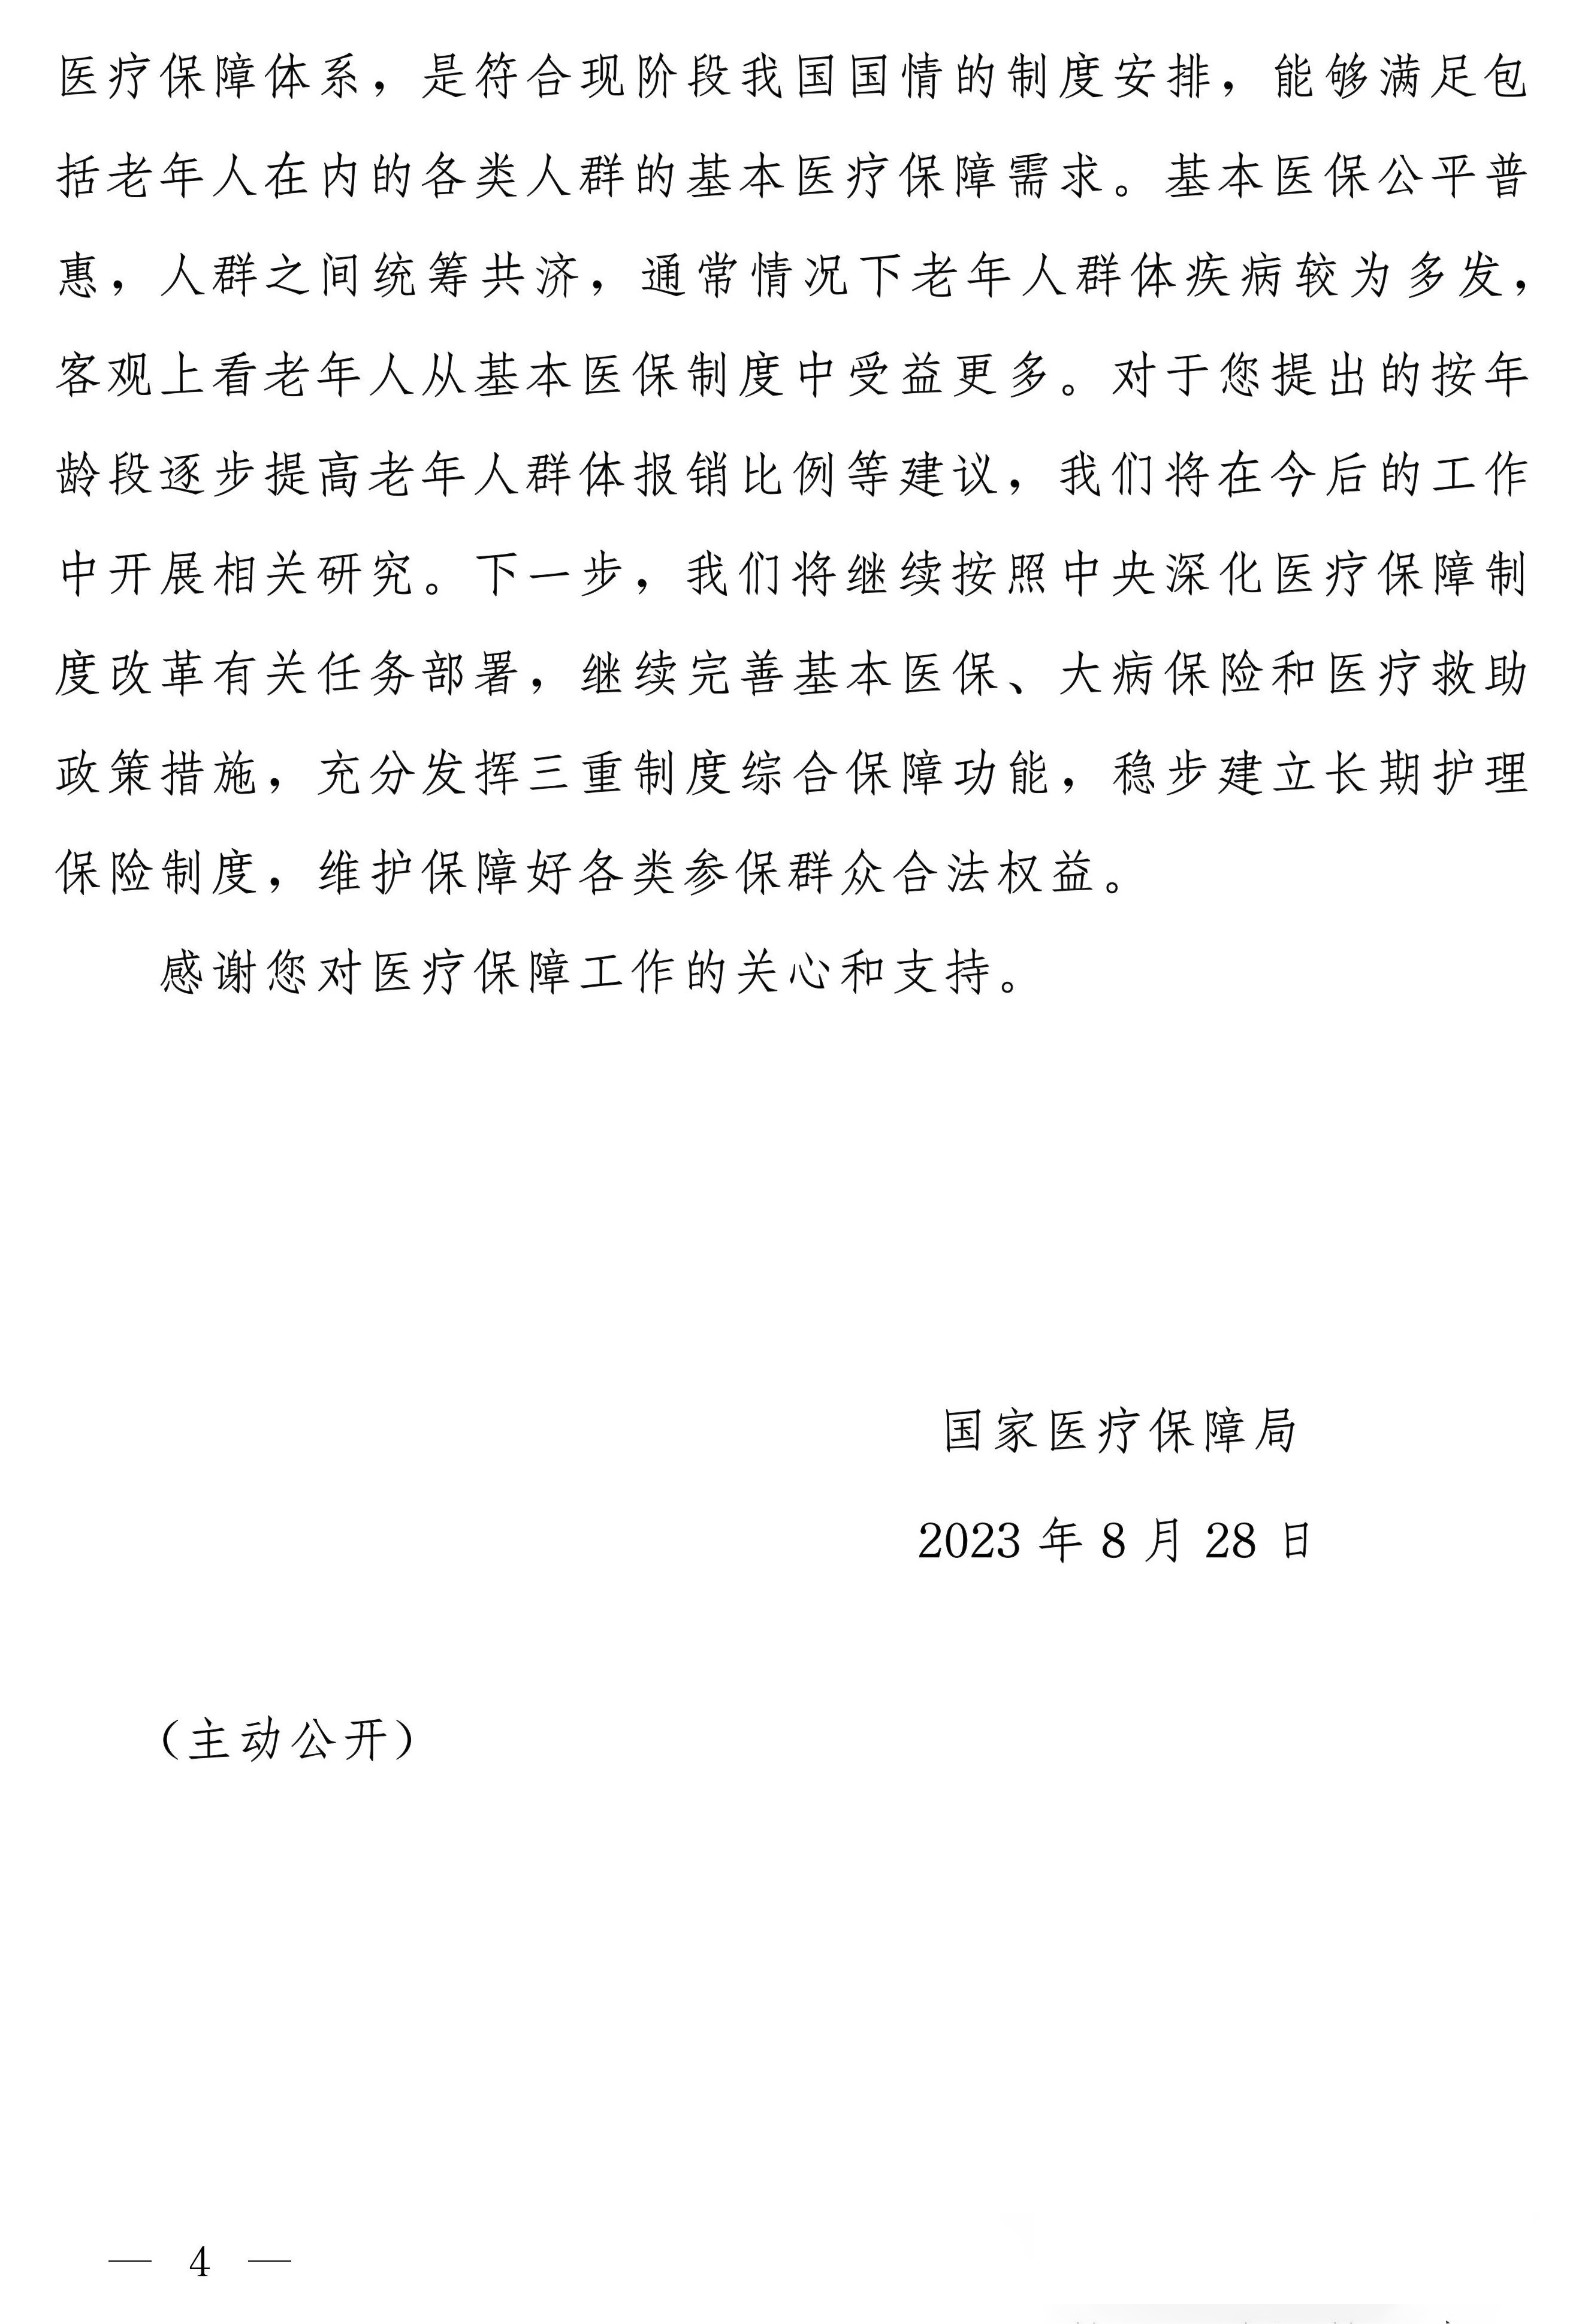 医疗保障体系，是符合现阶段我国国情的制度安排，能够满足包
括老年人在内的各类人群的基本医疗保障需求。基本医保公平普
惠，人群之间统筹共济，通常情况下老年人群体疾病较为多发，
客观上看老年人从基本医保制度中受益更多。对于您提出的按年
龄段逐步提高老年人群体报销比例等建议，我们将在今后的工作
中开展相关研究。下一步，我们将继续按照中央深化医疗保障制
度改革有关任务部署，继续完善基本医保、大病保险和医疗救助
政策措施，充分发挥三重制度综合保障功能，稳步建立长期护理
保险制度，维护保障好各类参保群众合法权益。
感谢您对医疗保障工作的关心和支持。
国家医疗保障局
2023 年 8 月 28 日
（主动公开）
— 4 —